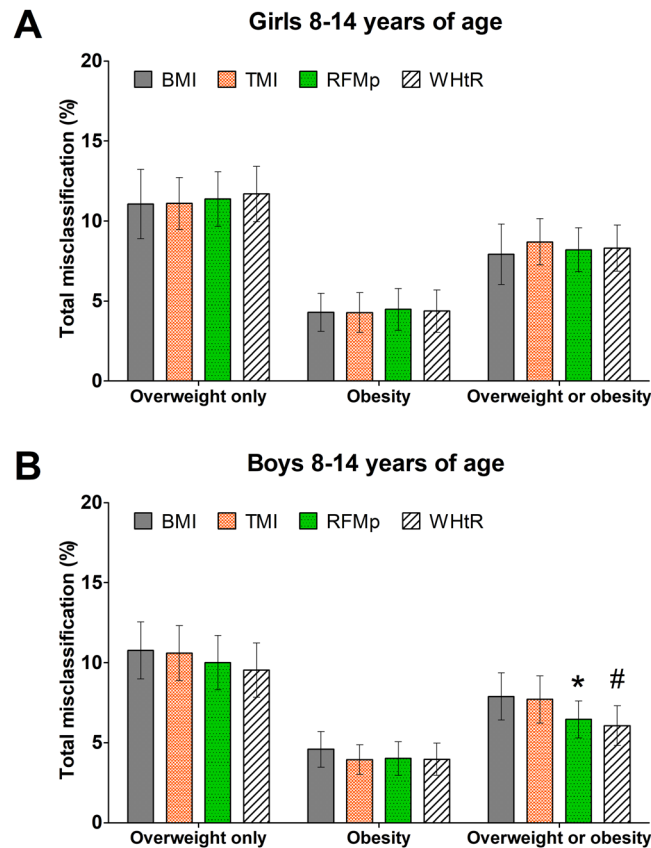 A
Girls 8-14 years of age
Total misclassification (%)
20
15
10
5
0
BMI TMI RFMp WHtR
Overweight only Obesity Overweight or obesity
B
Boys 8-14 years of age
Total misclassification (%)
20
15
10
5
0
BMI TMI RFMp WHtR
* #
Overweight only Obesity Overweight or obesity